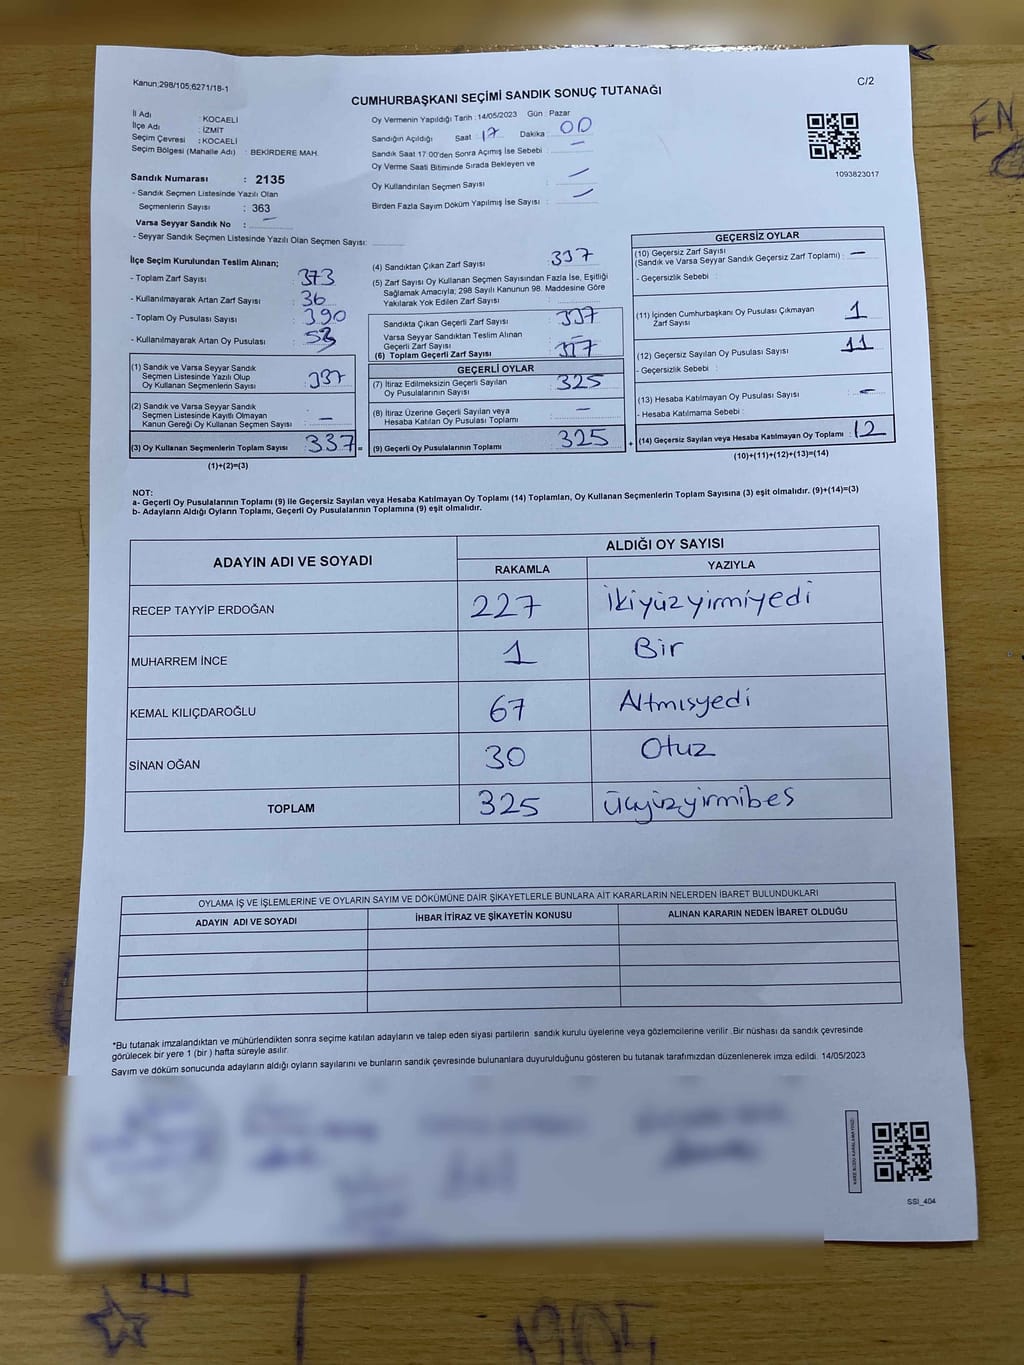 Kanun;298/105;6271/18-1
C/2
CUMHURBAŞKANI SEÇİMİ SANDIK SONUÇ TUTANAĞI
İl Adı : KOCAELİ
İlçe Adı : İZMİT
Seçim Çevresi : KOCAELİ
Seçim Bölgesi (Mahalle Adı) : BEKİRDERE MAH.
Sandık Numarası : 2135
- Sandık Seçmen Listesinde Yazılı Olan
Seçmenlerin Sayısı : 363
Varsa Seyyar Sandık No : –
- Seyyar Sandık Seçmen Listesinde Yazılı Olan Seçmen Sayısı:
Oy Vermenin Yapıldığı Tarih : 14/05/2023 Gün : Pazar
Sandığın Açıldığı Saat 17 Dakika : 00
Sandık Saat 17:00'den Sonra Açımış İse Sebebi : –
Oy Verme Saati Bitiminde Sırada Bekleyen ve
Oy Kullandırılan Seçmen Sayısı : –
Birden Fazla Sayım Döküm Yapılmış İse Sayısı : –
1093823017
İlçe Seçim Kurulundan Teslim Alınan;
- Toplam Zarf Sayısı : 373
- Kullanılmayarak Artan Zarf Sayısı : 36
- Toplam Oy Pusulası Sayısı : 390
- Kullanılmayarak Artan Oy Pusulası : 53
(1) Sandık ve Varsa Seyyar Sandık
Seçmen Listesinde Yazılı Olup
Oy Kullanan Seçmenlerin Sayısı : 337
(2) Sandık ve Varsa Seyyar Sandık
Seçmen Listesinde Kayıtlı Olmayan
Kanun Gereği Oy Kullanan Seçmen Sayısı : –
(3) Oy Kullanan Seçmenlerin Toplam Sayısı : 337 =
(1)+(2)=(3)
(4) Sandıktan Çıkan Zarf Sayısı : 337
(5) Zarf Sayısı Oy Kullanan Seçmen Sayısından Fazla İse, Eşitliği
Sağlamak Amacıyla; 298 Sayılı Kanunun 98. Maddesine Göre
Yakılarak Yok Edilen Zarf Sayısı :
Sandıkta Çıkan Geçerli Zarf Sayısı : 337
Varsa Seyyar Sandıktan Teslim Alınan
Geçerli Zarf Sayısı : –
(6) Toplam Geçerli Zarf Sayısı : 337
GEÇERLİ OYLAR
(7) İtiraz Edilmeksizin Geçerli Sayılan
Oy Pusulalarının Sayısı : 325
(8) İtiraz Üzerine Geçerli Sayılan veya
Hesaba Katılan Oy Pusulası Toplamı : –
(9) Geçerli Oy Pusulalarının Toplamı : 325 +
GEÇERSİZ OYLAR
(10) Geçersiz Zarf Sayısı
(Sandık ve Varsa Seyyar Sandık Geçersiz Zarf Toplamı) : –
- Geçersizlik Sebebi :
(11) İçinden Cumhurbaşkanı Oy Pusulası Çıkmayan
Zarf Sayısı : 1
(12) Geçersiz Sayılan Oy Pusulası Sayısı : 11
- Geçersizlik Sebebi :
(13) Hesaba Katılmayan Oy Pusulası Sayısı : –
- Hesaba Katılmama Sebebi :
(14) Geçersiz Sayılan veya Hesaba Katılmayan Oy Toplamı : 12
(10)+(11)+(12)+(13)=(14)
NOT:
a- Geçerli Oy Pusulalarının Toplamı (9) ile Geçersiz Sayılan veya Hesaba Katılmayan Oy Toplamı (14) Toplamları, Oy Kullanan Seçmenlerin Toplam Sayısına (3) eşit olmalıdır. (9)+(14)=(3)
b- Adayların Aldığı Oyların Toplamı, Geçerli Oy Pusulalarının Toplamına (9) eşit olmalıdır.
ADAYIN ADI VE SOYADI
ALDIĞI OY SAYISI
RAKAMLA YAZIYLA
RECEP TAYYİP ERDOĞAN 227 İkiyüzyirmiyedi
MUHARREM İNCE 1 Bir
KEMAL KILIÇDAROĞLU 67 Altmısyedi
SİNAN OĞAN 30 Otuz
TOPLAM 325 Üçyüzyirmibes
OYLAMA İŞ VE İŞLEMLERİNE VE OYLARIN SAYIM VE DÖKÜMÜNE DAİR ŞİKAYETLERLE BUNLARA AİT KARARLARIN NELERDEN İBARET BULUNDUKLARI
ADAYIN ADI VE SOYADI İHBAR İTİRAZ VE ŞİKAYETİN KONUSU ALINAN KARARIN NEDEN İBARET OLDUĞU
*Bu tutanak imzalandıktan ve mühürlendikten sonra seçime katılan adayların ve talep eden siyasi partilerin sandık kurulu üyelerine veya gözlemcilerine verilir .Bir nüshası da sandık çevresinde
görülecek bir yere 1 (bir ) hafta süreyle asılır.
Sayım ve döküm sonucunda adayların aldığı oyların sayılarını ve bunların sandık çevresinde bulunanlara duyurulduğunu gösteren bu tutanak tarafımızdan düzenlenerek imza edildi. 14/05/2023
SSI_404
EN
1905